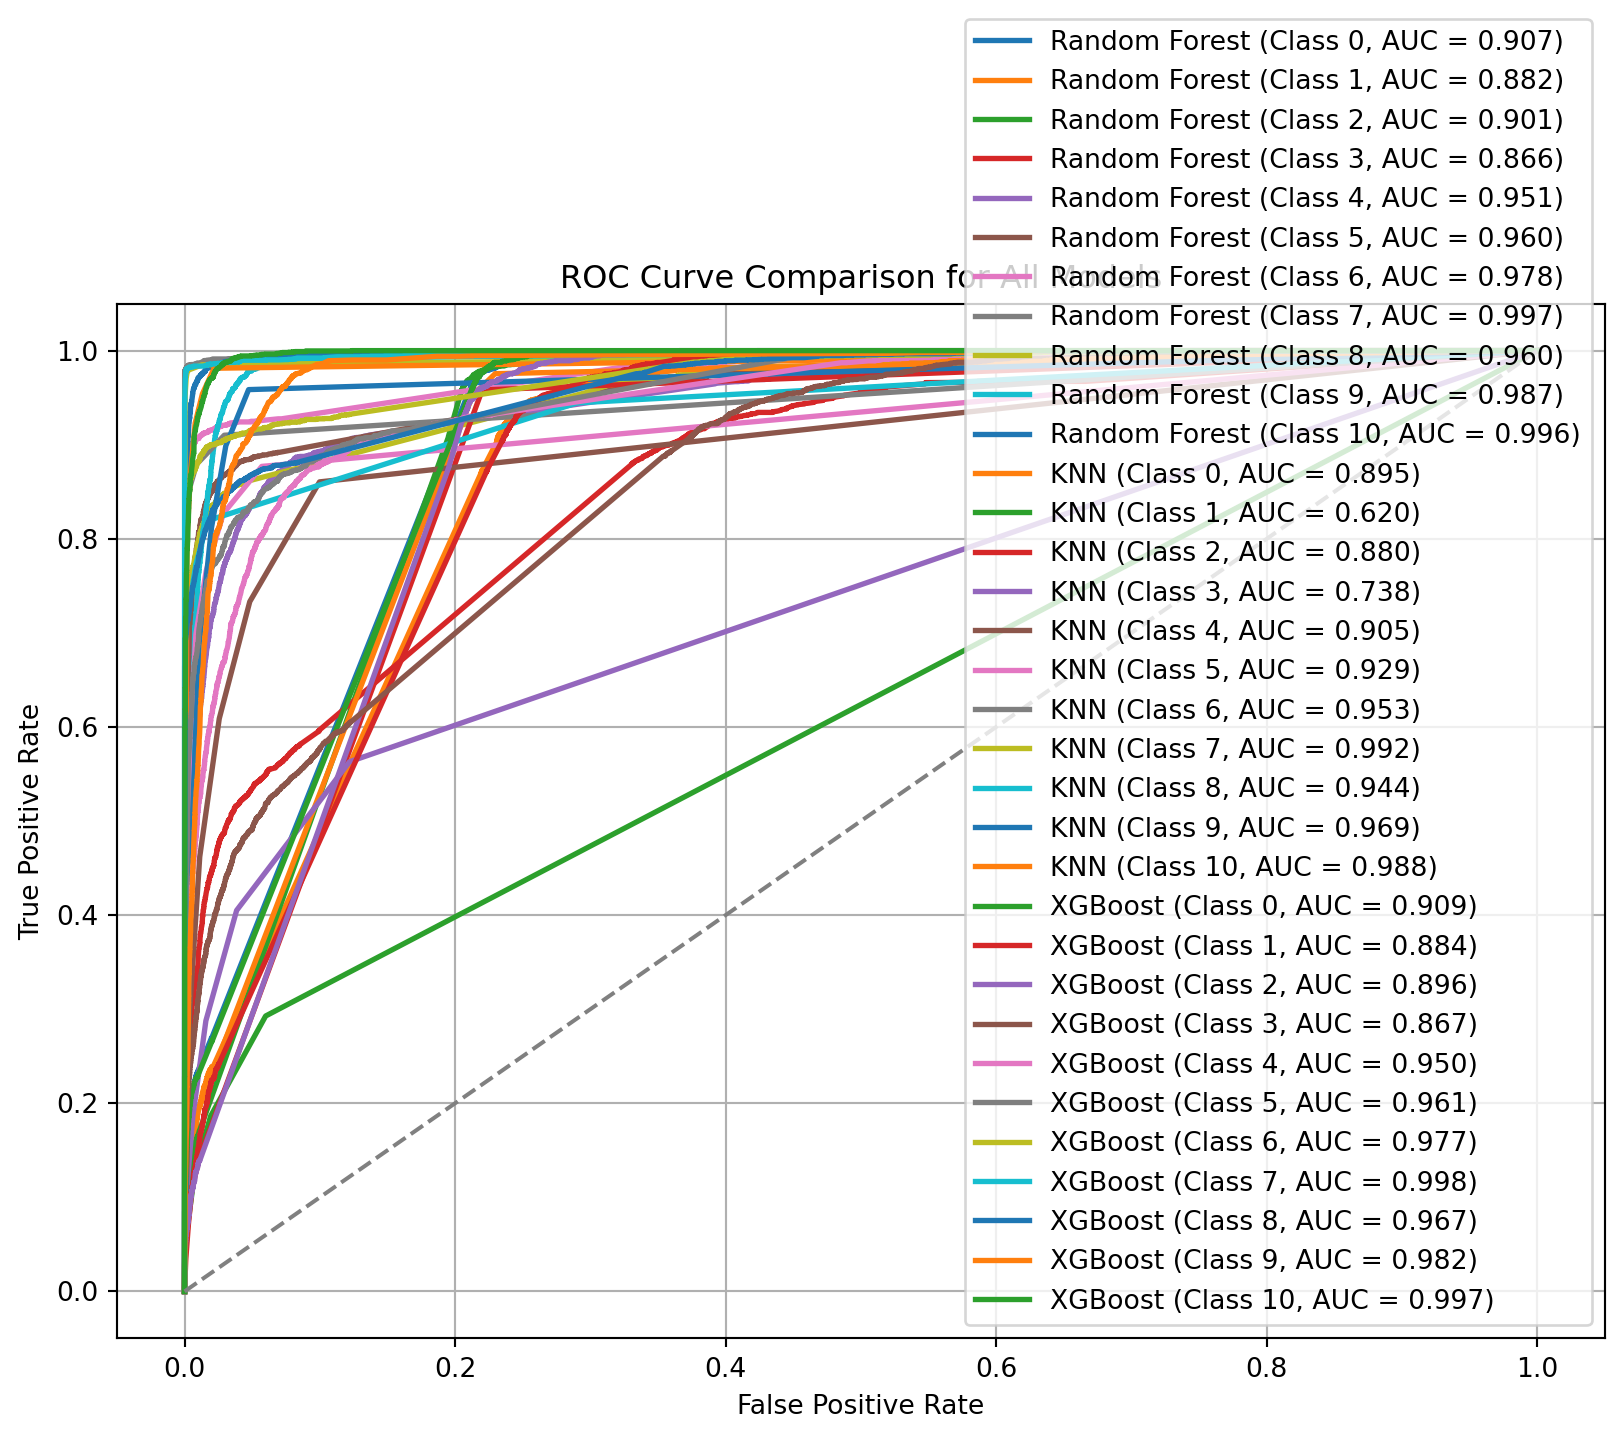 Random Forest (Class 0, AUC = 0.907)
Random Forest (Class 1, AUC = 0.882)
Random Forest (Class 2, AUC = 0.901)
Random Forest (Class 3, AUC = 0.866)
Random Forest (Class 4, AUC = 0.951)
Random Forest (Class 5, AUC = 0.960)
Random Forest (Class 6, AUC = 0.978)
Random Forest (Class 7, AUC = 0.997)
Random Forest (Class 8, AUC = 0.960)
Random Forest (Class 9, AUC = 0.987)
Random Forest (Class 10, AUC = 0.996)
KNN (Class 0, AUC = 0.895)
KNN (Class 1, AUC = 0.620)
KNN (Class 2, AUC = 0.880)
KNN (Class 3, AUC = 0.738)
KNN (Class 4, AUC = 0.905)
KNN (Class 5, AUC = 0.929)
KNN (Class 6, AUC = 0.953)
KNN (Class 7, AUC = 0.992)
KNN (Class 8, AUC = 0.944)
KNN (Class 9, AUC = 0.969)
KNN (Class 10, AUC = 0.988)
XGBoost (Class 0, AUC = 0.909)
XGBoost (Class 1, AUC = 0.884)
XGBoost (Class 2, AUC = 0.896)
XGBoost (Class 3, AUC = 0.867)
XGBoost (Class 4, AUC = 0.950)
XGBoost (Class 5, AUC = 0.961)
XGBoost (Class 6, AUC = 0.977)
XGBoost (Class 7, AUC = 0.998)
XGBoost (Class 8, AUC = 0.967)
XGBoost (Class 9, AUC = 0.982)
XGBoost (Class 10, AUC = 0.997)
ROC Curve Comparison for All Models
True Positive Rate
1.0
0.8
0.6
0.4
0.2
0.0
0.0 0.2 0.4 0.6 0.8 1.0
False Positive Rate